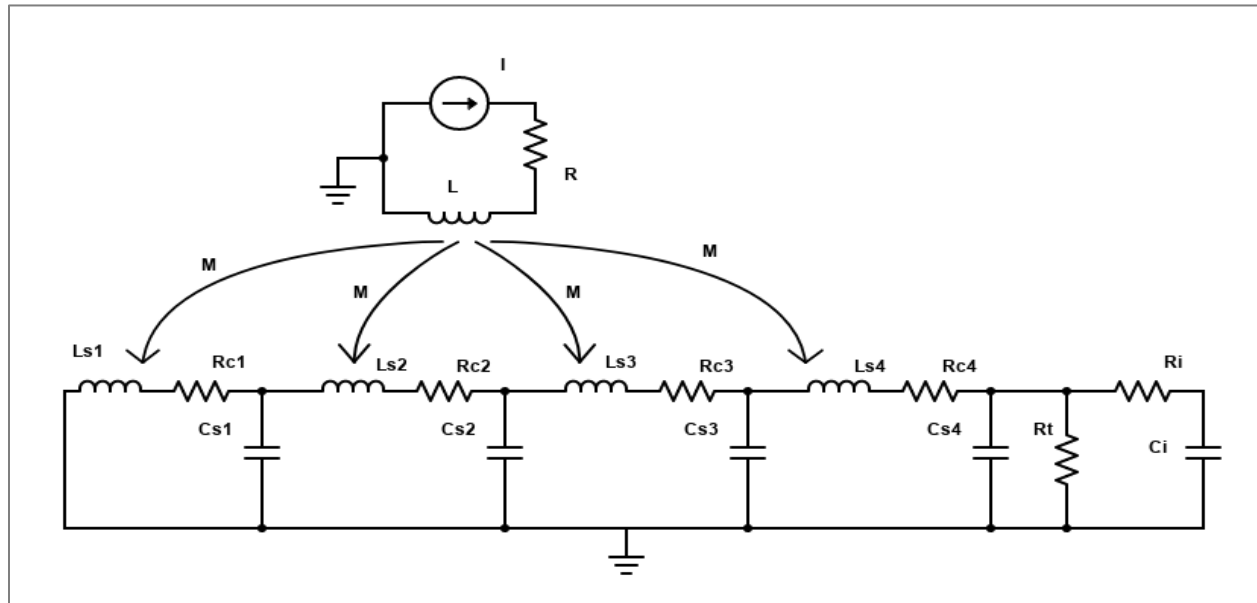 I
R
L
M
M
M
M
Ls1
Rc1
Ls2
Rc2
Ls3
Rc3
Ls4
Rc4
Ri
Cs1
Cs2
Cs3
Cs4
Rt
Ci